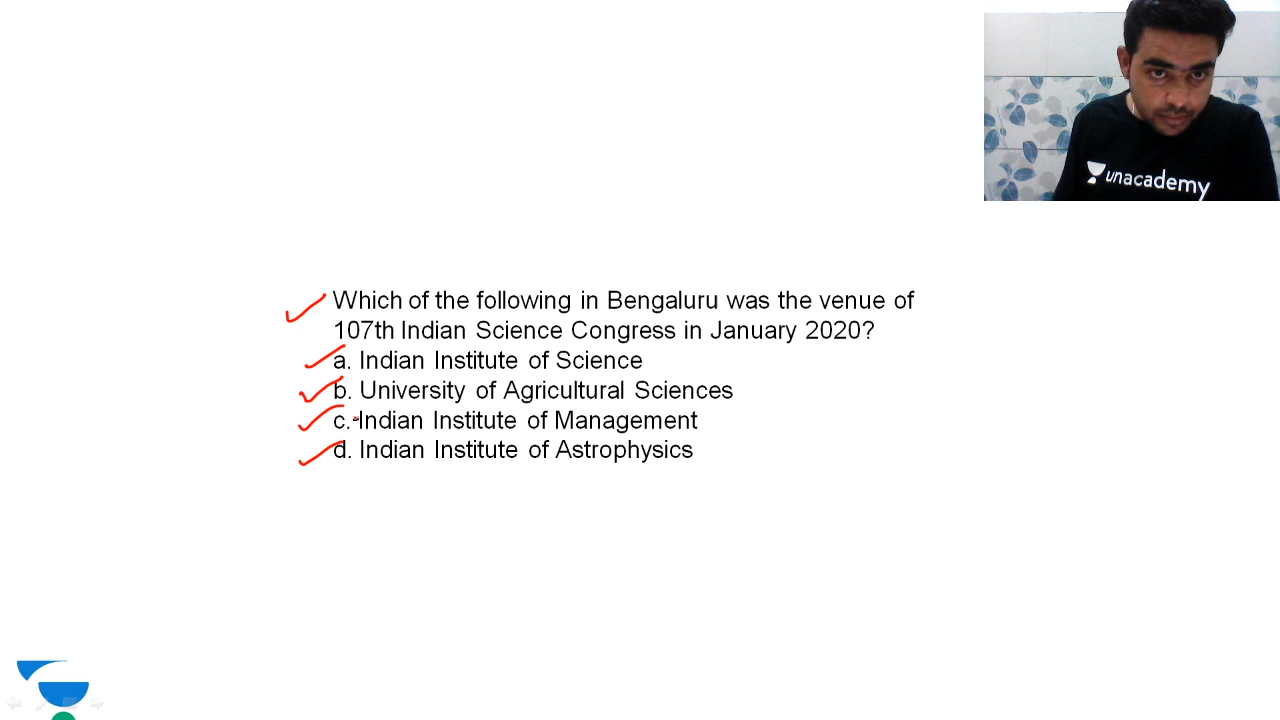 unacademy
Which of the following in Bengaluru was the venue of
107th Indian Science Congress in January 2020?
a. Indian Institute of Science
b. University of Agricultural Sciences
c. Indian Institute of Management
d. Indian Institute of Astrophysics